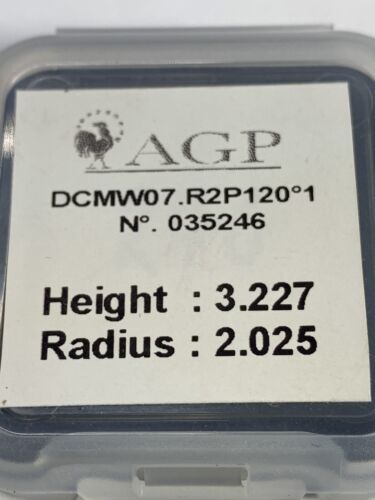 AGP
DCMW07.R2P120°1
N°. 035246
Height : 3.227
Radius : 2.025